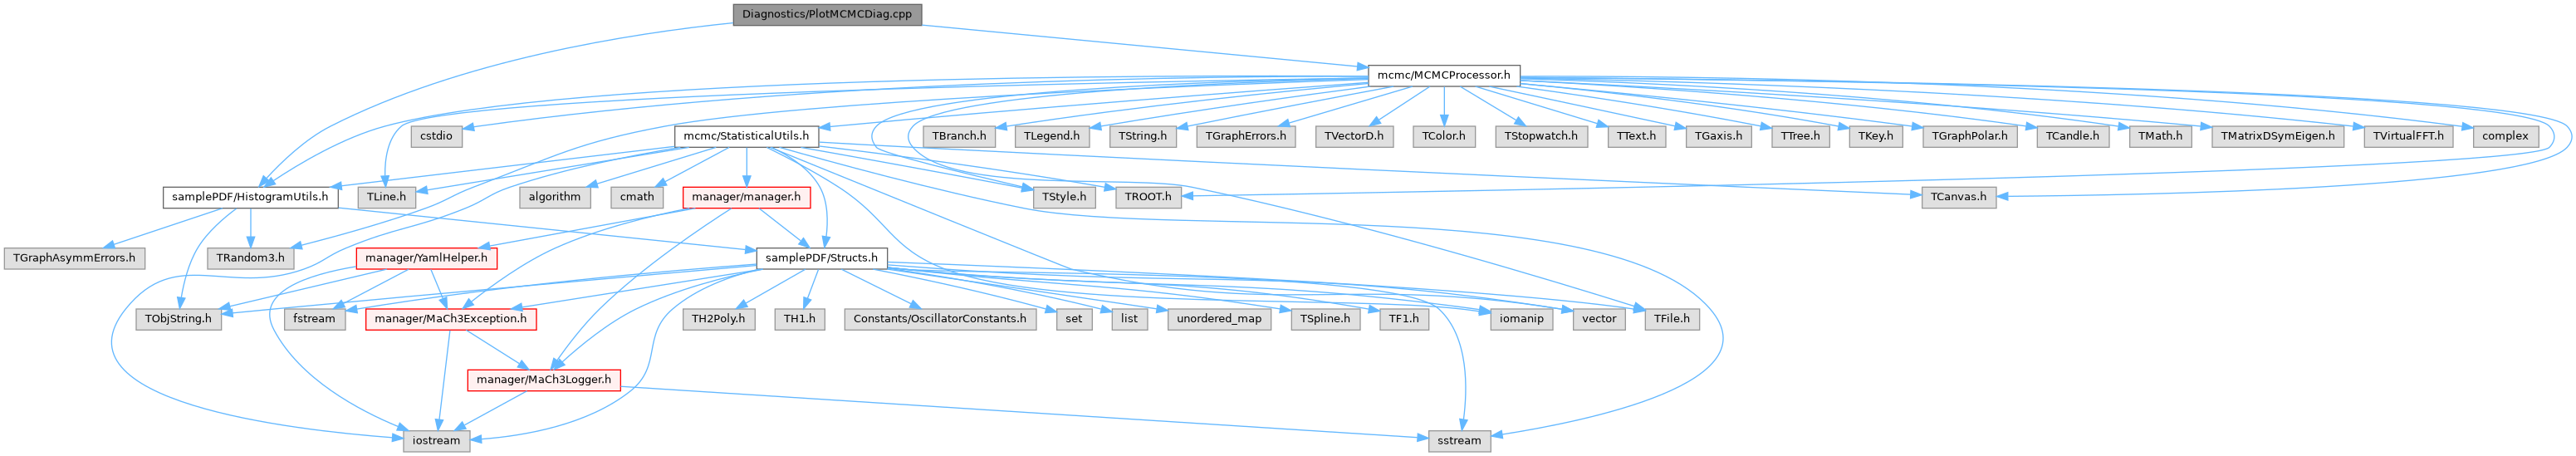 Diagnostics/PlotMCMCDiag.cpp
mcmc/MCMCProcessor.h
cstdio
mcmc/StatisticalUtils.h
TBranch.h
TLegend.h
TString.h
TGraphErrors.h
TVectorD.h
TColor.h
TStopwatch.h
TText.h
TGaxis.h
TTree.h
TKey.h
TGraphPolar.h
TCandle.h
TMath.h
TMatrixDSymEigen.h
TVirtualFFT.h
complex
samplePDF/HistogramUtils.h
TLine.h
algorithm
cmath
manager/manager.h
TStyle.h
TROOT.h
TCanvas.h
TGraphAsymmErrors.h
TRandom3.h
manager/YamlHelper.h
samplePDF/Structs.h
TObjString.h
fstream
manager/MaCh3Exception.h
TH2Poly.h
TH1.h
Constants/OscillatorConstants.h
set
list
unordered_map
TSpline.h
TF1.h
iomanip
vector
TFile.h
manager/MaCh3Logger.h
iostream
sstream